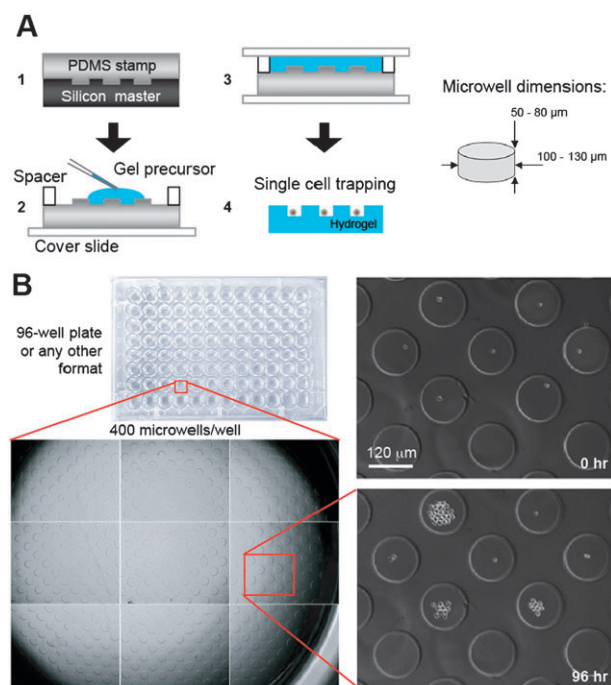 A
1
PDMS stamp
Silicon master
3
Microwell dimensions:
50 - 80 µm
100 - 130 µm
Gel precursor
Spacer
2
Cover slide
Single cell trapping
4
Hydrogel
B
96-well plate
or any other
format
400 microwells/well
120 µm
0 hr
96 hr